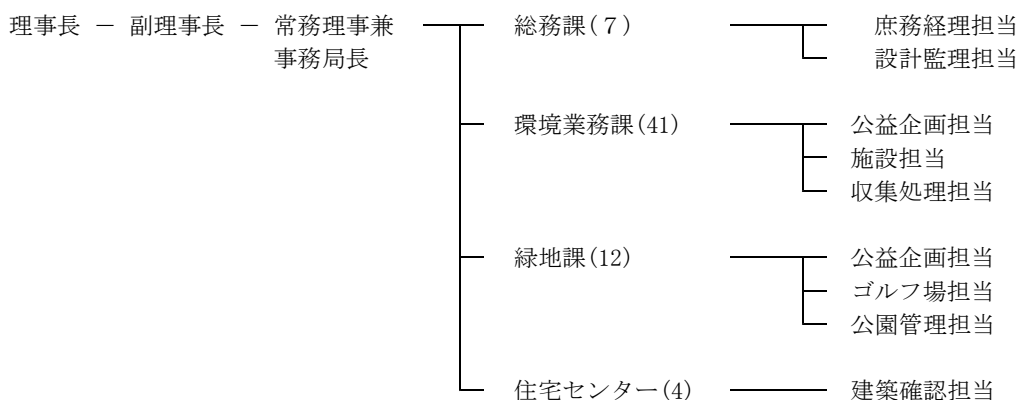 理事長 － 副理事長 － 常務理事兼 総務課(７) 庶務経理担当
事務局長 設計監理担当
環境業務課(41) 公益企画担当
施設担当
収集処理担当
緑地課(12) 公益企画担当
ゴルフ場担当
公園管理担当
住宅センター(4) 建築確認担当